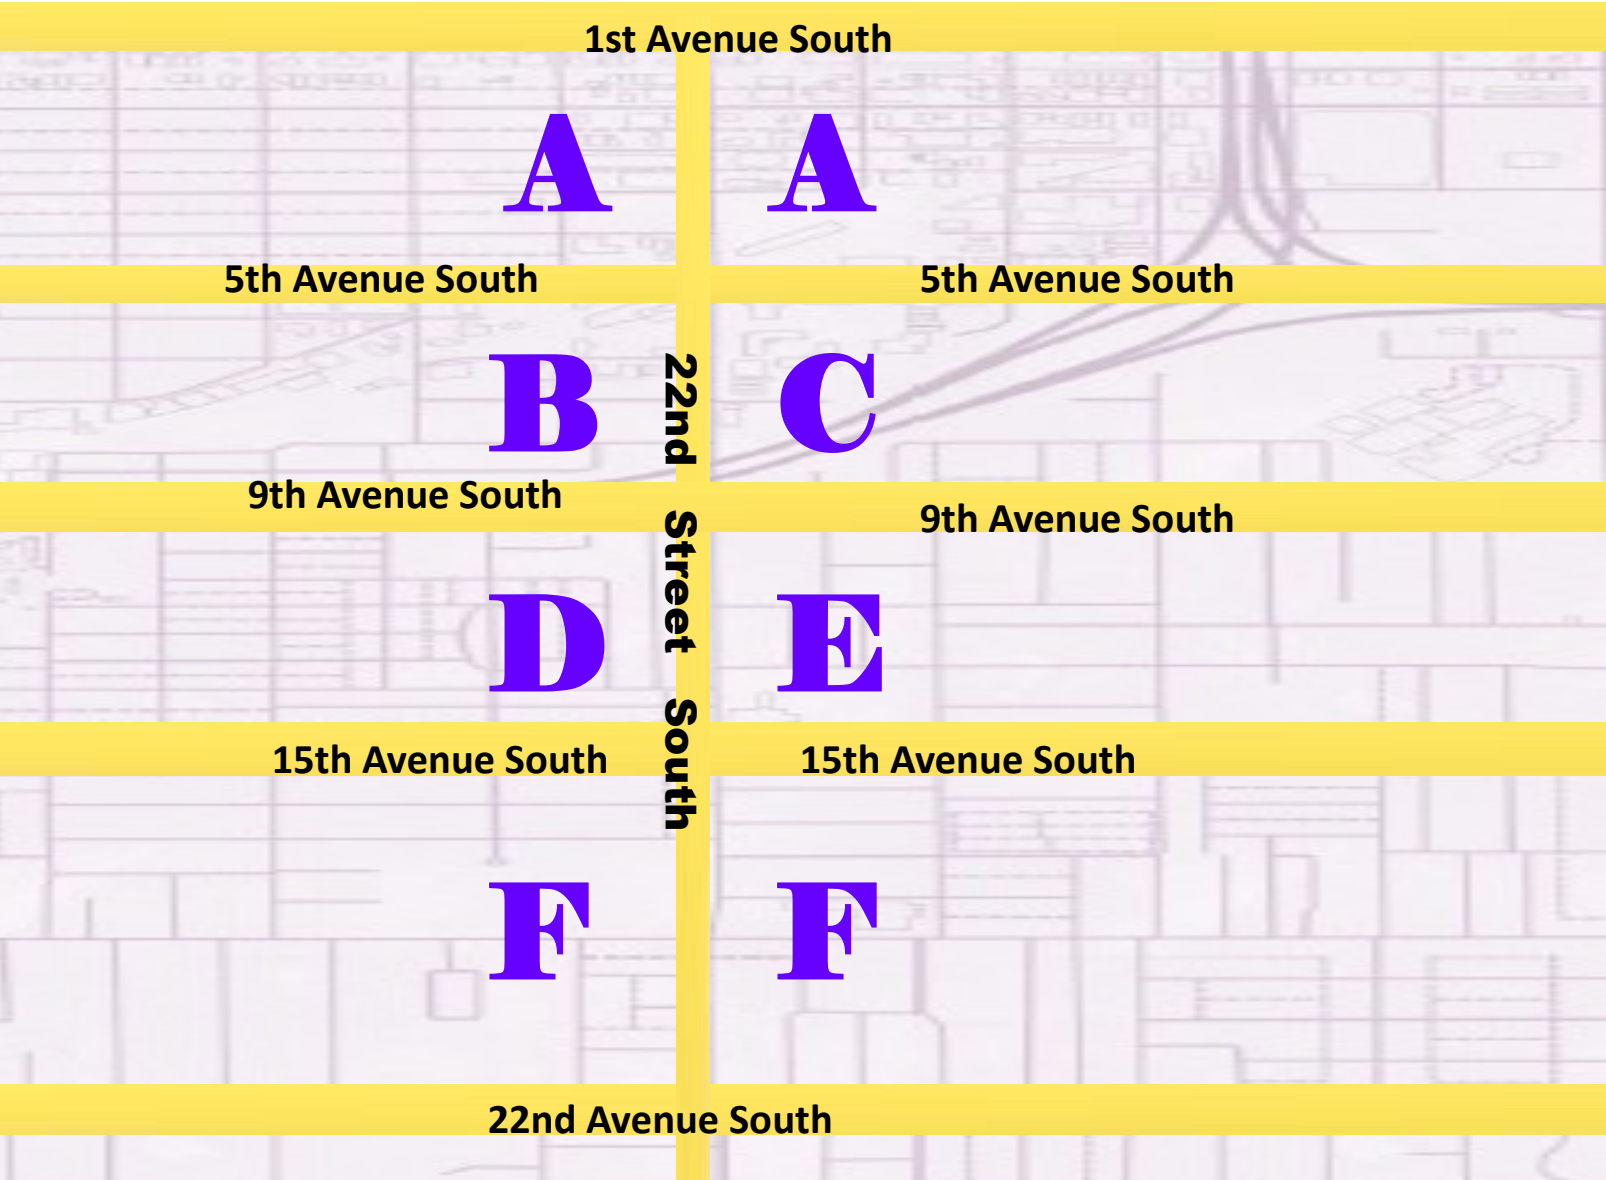 1st Avenue South
A A
5th Avenue South 5th Avenue South
B C
22nd Street South
9th Avenue South 9th Avenue South
D E
15th Avenue South 15th Avenue South
F F
22nd Avenue South